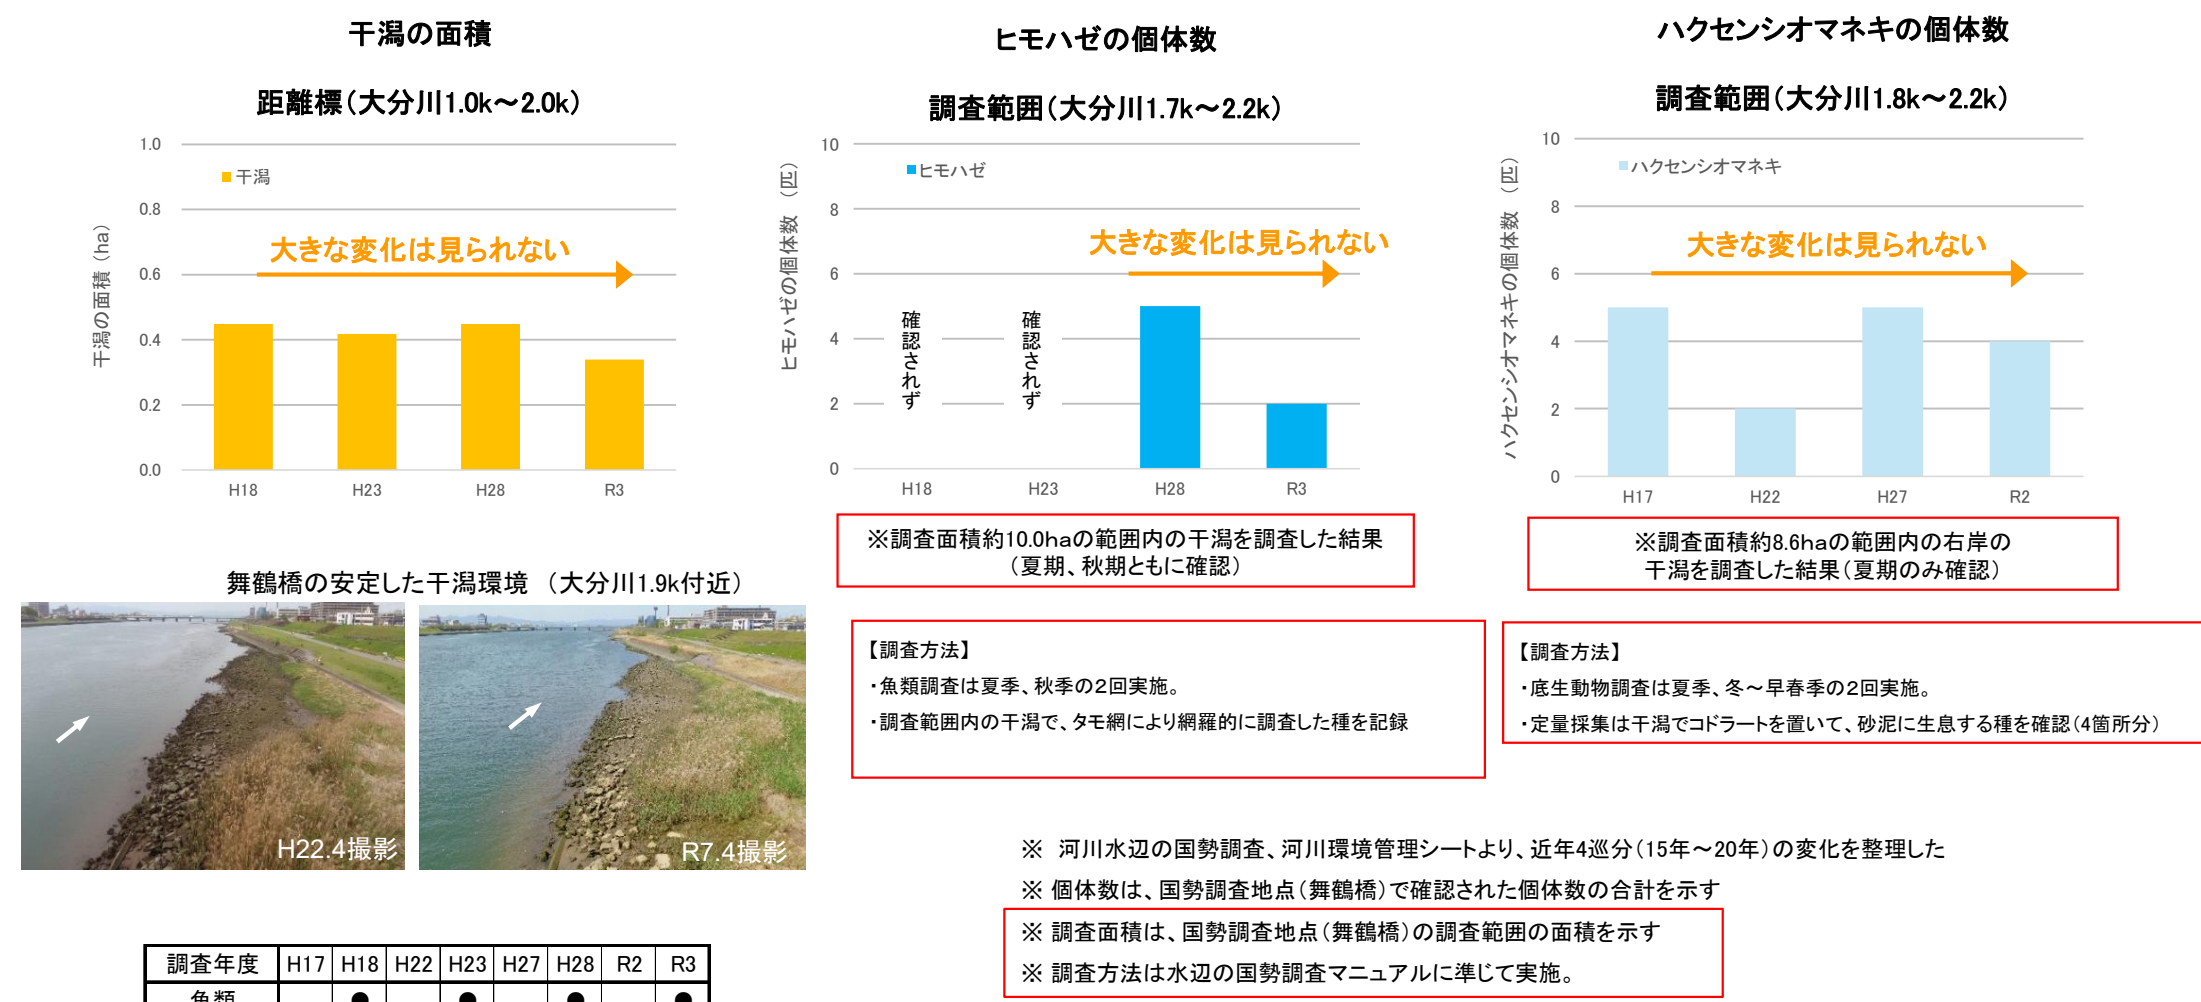 干潟の面積
距離標（大分川1.0k～2.0k）
1.0
0.8
0.6
0.4
0.2
0.0
干潟の面積（ha）
干潟
大きな変化は見られない
H18 H23 H28 R3
ヒモハゼの個体数
調査範囲（大分川1.7k～2.2k）
10
8
6
4
2
0
ヒモハゼの個体数（匹）
ヒモハゼ
大きな変化は見られない
確認されず
確認されず
H18 H23 H28 R3
※調査面積約10.0haの範囲内の干潟を調査した結果
（夏期、秋期ともに確認）
【調査方法】
・魚類調査は夏季、秋季の2回実施。
・調査範囲内の干潟で、タモ網により網羅的に調査した種を記録
ハクセンシオマネキの個体数
調査範囲（大分川1.8k～2.2k）
10
8
6
4
2
0
ハクセンシオマネキの個体数（匹）
ハクセンシオマネキ
大きな変化は見られない
H17 H22 H27 R2
※調査面積約8.6haの範囲内の右岸の
干潟を調査した結果（夏期のみ確認）
【調査方法】
・底生動物調査は夏季、冬～早春季の2回実施。
・定量採集は干潟でコドラートを置いて、砂泥に生息する種を確認（4箇所分）
舞鶴橋の安定した干潟環境　（大分川1.9k付近）
H22.4撮影
R7.4撮影
※ 河川水辺の国勢調査、河川環境管理シートより、近年4巡分（15年～20年）の変化を整理した
※ 個体数は、国勢調査地点（舞鶴橋）で確認された個体数の合計を示す
※ 調査面積は、国勢調査地点（舞鶴橋）の調査範囲の面積を示す
※ 調査方法は水辺の国勢調査マニュアルに準じて実施。
調査年度 H17 H18 H22 H23 H27 H28 R2 R3
魚類 ● ● ● ●